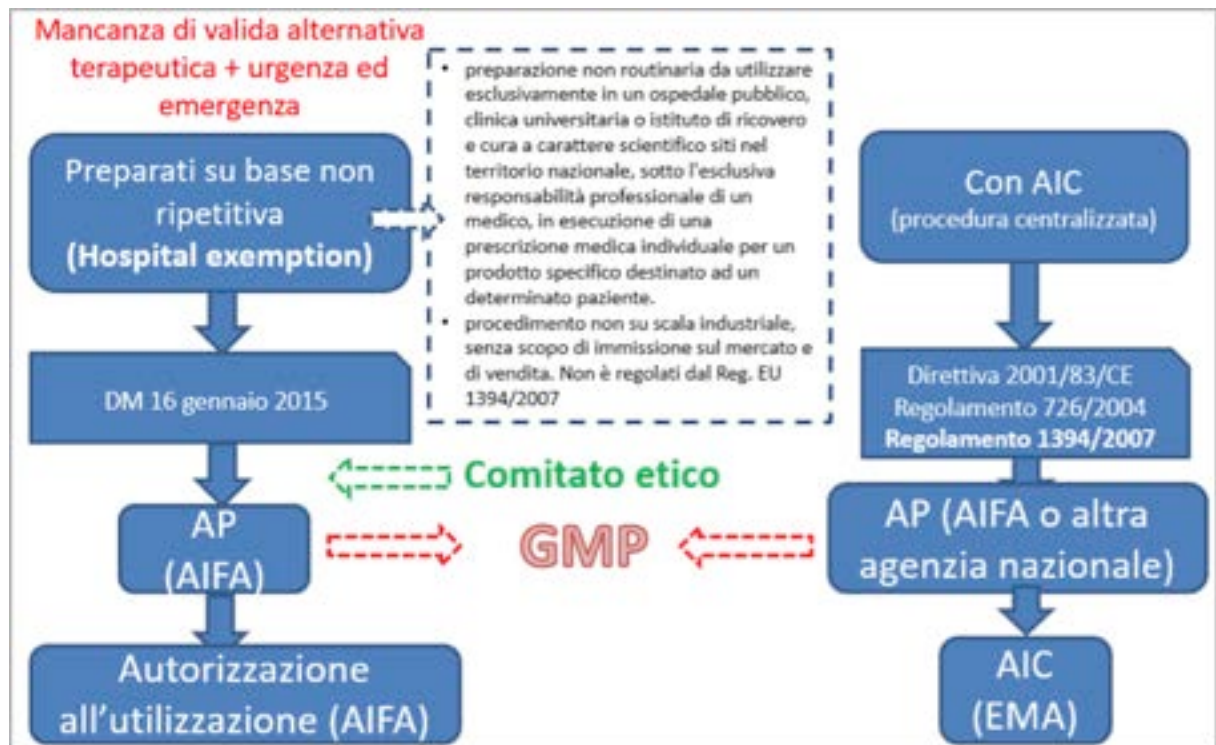 Mancanza di valida alternativa
terapeutica + urgenza ed
emergenza
Preparati su base non
ripetitiva
(Hospital exemption)
• preparazione non routinaria da utilizzare
esclusivamente in un ospedale pubblico,
clinica universitaria o istituto di ricovero
e cura a carattere scientifico siti nel
territorio nazionale, sotto l'esclusiva
responsabilità professionale di un
medico, in esecuzione di una
prescrizione medica individuale per un
prodotto specifico destinato ad un
determinato paziente.
• procedimento non su scala industriale,
senza scopo di immissione sul mercato e
di vendita. Non è regolati dal Reg. EU
1394/2007
Con AIC
(procedura centralizzata)
DM 16 gennaio 2015
Direttiva 2001/83/CE
Regolamento 726/2004
Regolamento 1394/2007
Comitato etico
AP
(AIFA)
GMP
AP (AIFA o altra
agenzia nazionale)
Autorizzazione
all'utilizzazione (AIFA)
AIC
(EMA)